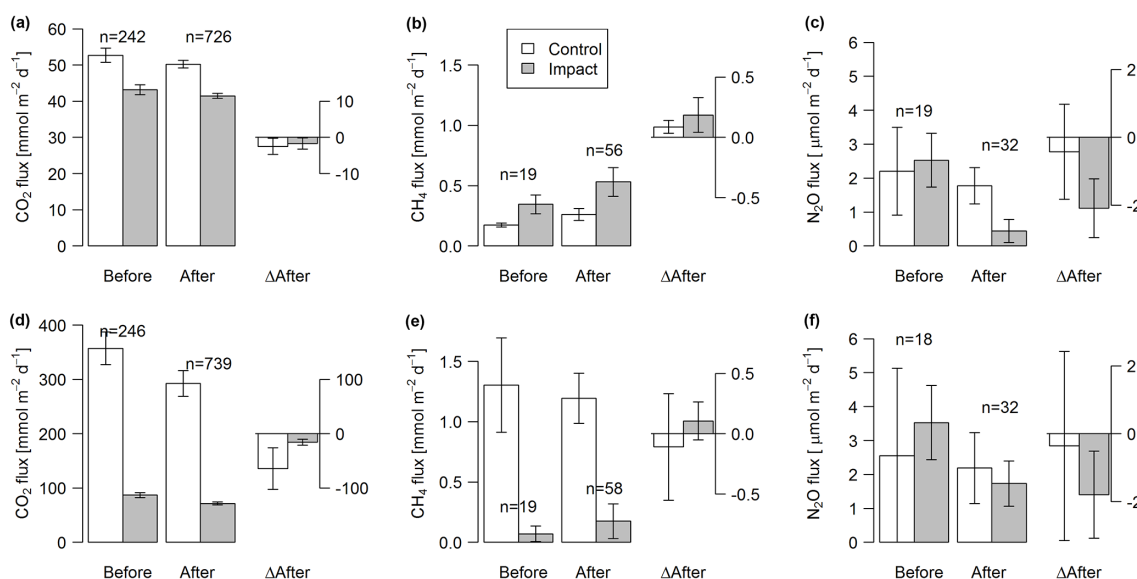 (a)
CO2 flux [mmol m−2 d−1]
60
50
40
30
20
10
0
n=242
n=726
10
0
-10
Before
After
ΔAfter
(b)
CH4 flux [mmol m−2 d−1]
1.5
1.0
0.5
0.0
Control
Impact
n=19
n=56
0.5
0.0
-0.5
Before
After
ΔAfter
(c)
N2O flux [ μmol m−2 d−1]
6
5
4
3
2
1
0
n=19
n=32
2
0
-2
Before
After
ΔAfter
(d)
CO2 flux [mmol m−2 d−1]
400
300
200
100
0
n=246
n=739
100
0
-100
Before
After
ΔAfter
(e)
CH4 flux [mmol m−2 d−1]
1.5
1.0
0.5
0.0
n=19
n=58
0.5
0.0
-0.5
Before
After
ΔAfter
(f)
N2O flux [ μmol m−2 d−1]
6
5
4
3
2
1
0
n=18
n=32
2
0
-2
Before
After
ΔAfter